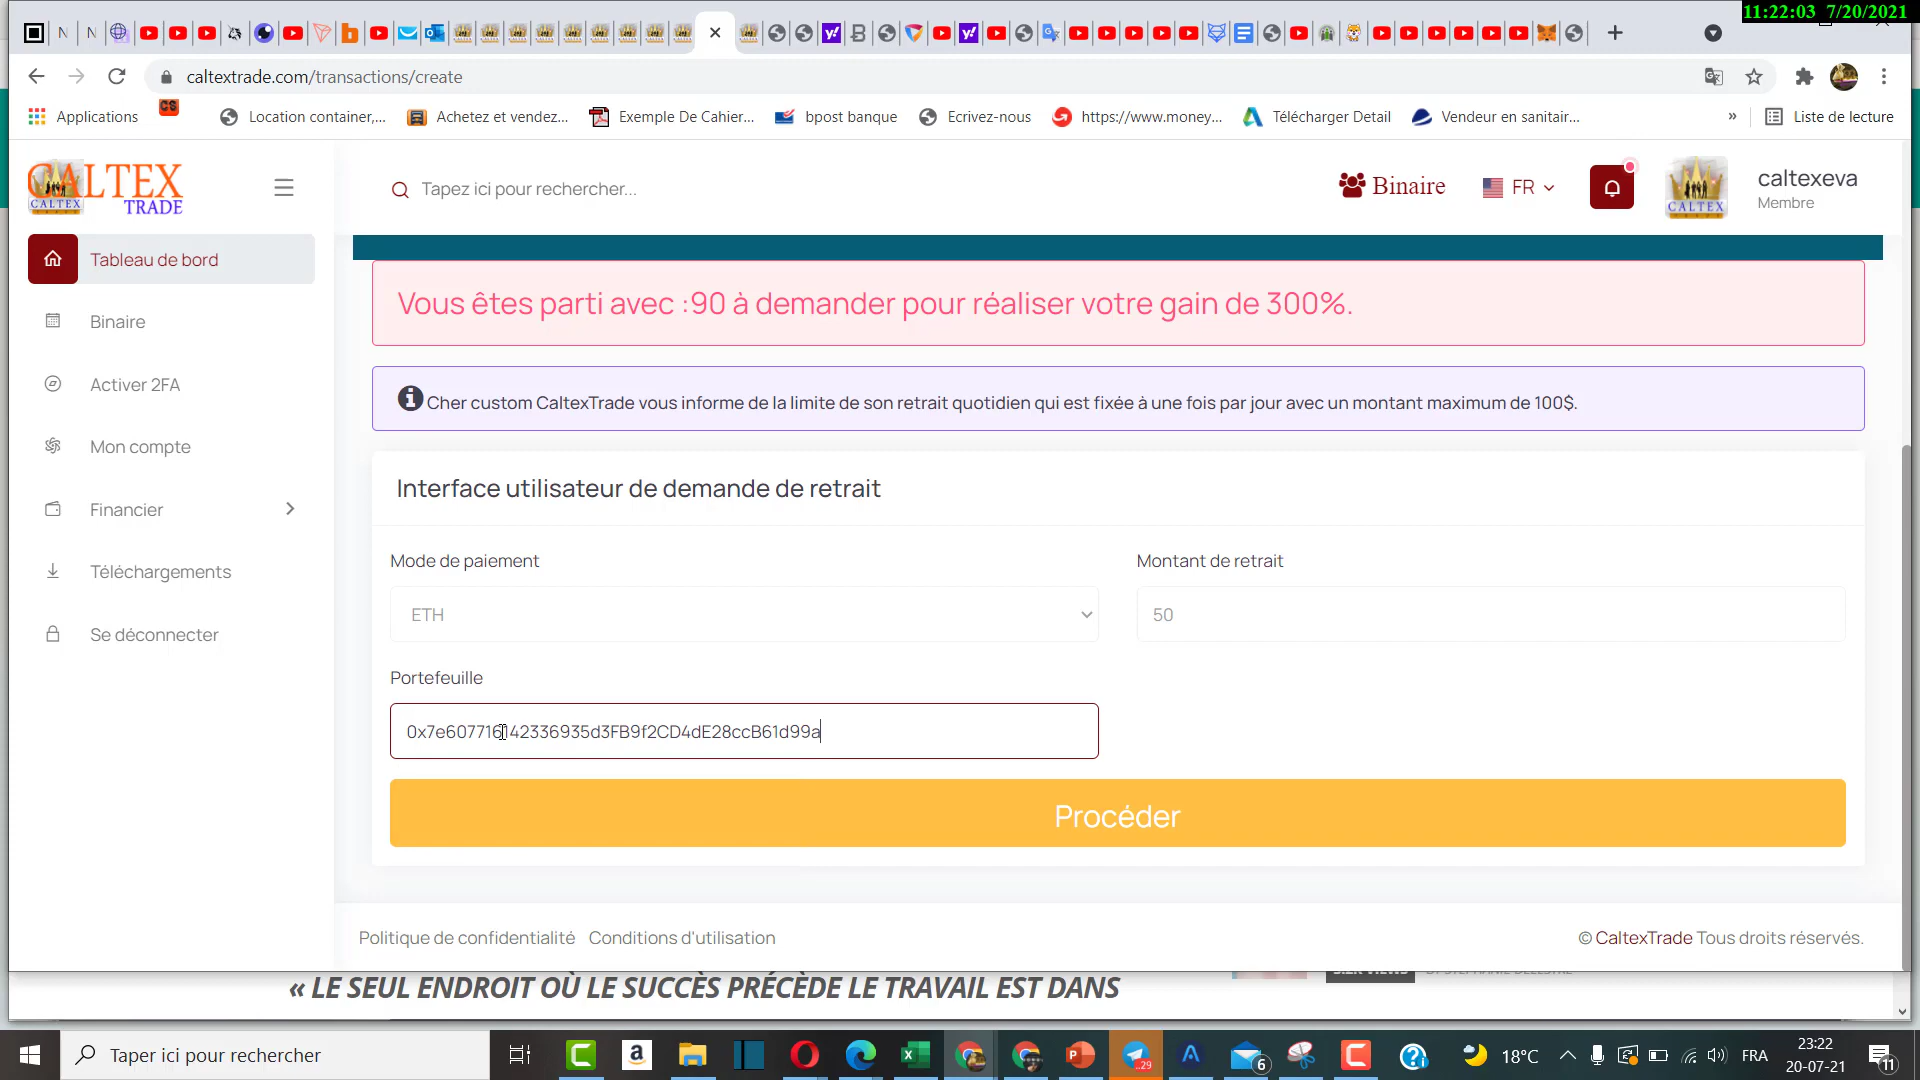 11:22:03 7/20/2021
caltextrade.com/transactions/create
Applications
Location container,...
Achetez et vendez...
Exemple De Cahier...
bpost banque
Ecrivez-nous
https://www.money...
Télécharger Detail
Vendeur en sanitair...
»
Liste de lecture
CALTEX
TRADE
Tapez ici pour rechercher...
Binaire
FR
CALTEX
caltexeva
Membre
Tableau de bord
Binaire
Activer 2FA
Mon compte
Financier
Téléchargements
Se déconnecter
Vous êtes parti avec :90 à demander pour réaliser votre gain de 300%.
Cher custom CaltexTrade vous informe de la limite de son retrait quotidien qui est fixée à une fois par jour avec un montant maximum de 100$.
Interface utilisateur de demande de retrait
Mode de paiement
Montant de retrait
ETH
50
Portefeuille
0x7e607716142336935d3FB9f2CD4dE28ccB61d99a
Procéder
Politique de confidentialité
Conditions d'utilisation
© CaltexTrade Tous droits réservés.
« LE SEUL ENDROIT OÙ LE SUCCÈS PRÉCÈDE LE TRAVAIL EST DANS
Taper ici pour rechercher
18°C
FRA
23:22
20-07-21